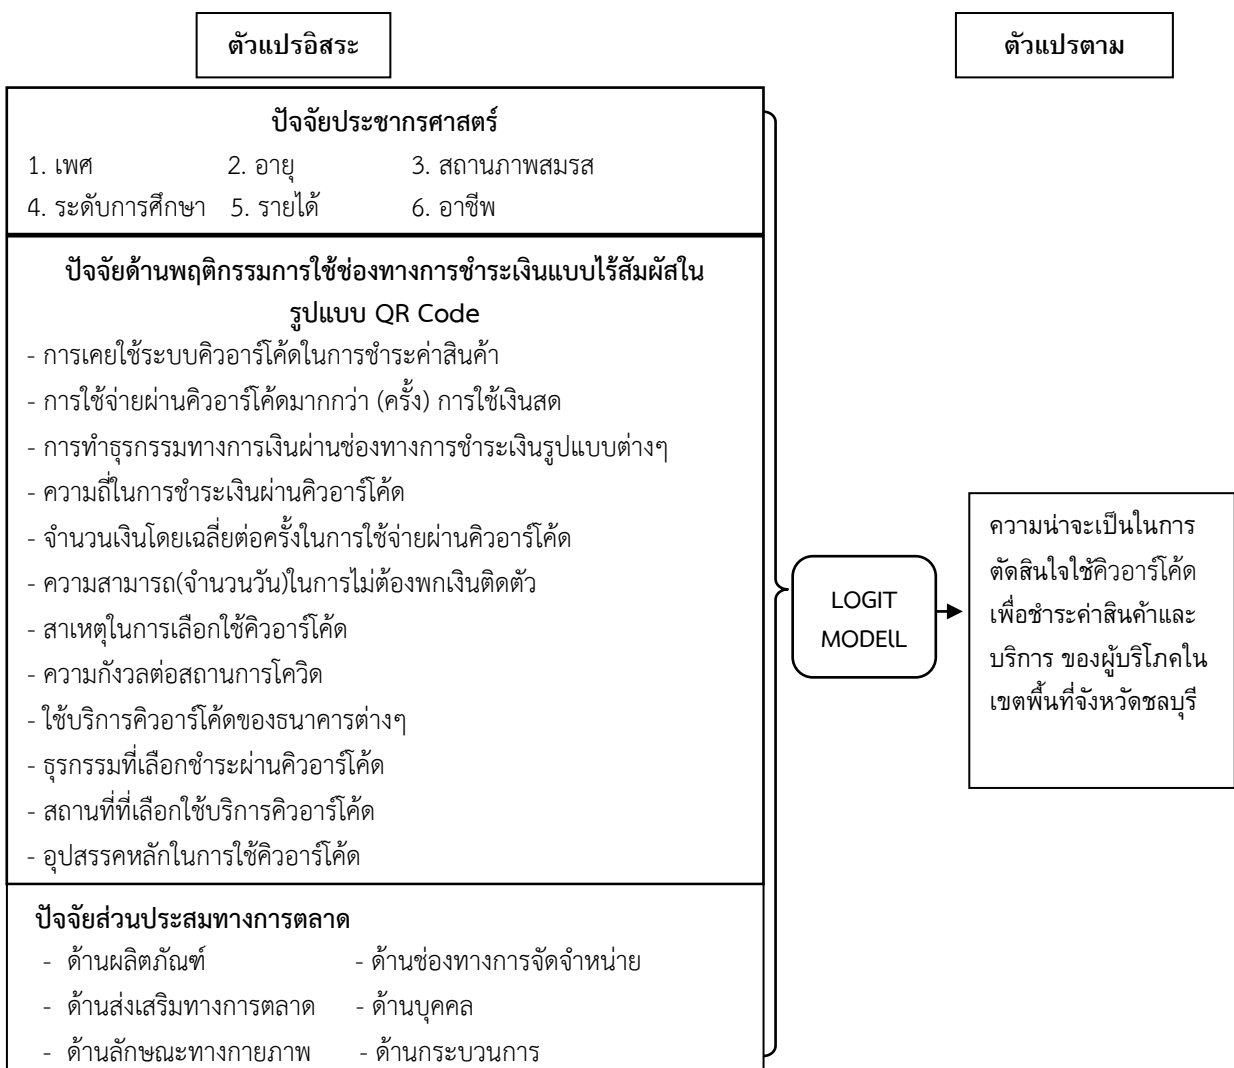 ตัวแปรอิสระ
ตัวแปรตาม
ปัจจัยประชากรศาสตร์
1. เพศ 2. อายุ 3. สถานภาพสมรส
4. ระดับการศึกษา 5. รายได้ 6. อาชีพ
ปัจจัยด้านพฤติกรรมการใช้ช่องทางการชำระเงินแบบไร้สัมผัสใน
รูปแบบ QR Code
- การเคยใช้ระบบคิวอาร์โค้ดในการชำระค่าสินค้า
- การใช้จ่ายผ่านคิวอาร์โค้ดมากกว่า (ครั้ง) การใช้เงินสด
- การทำธุรกรรมทางการเงินผ่านช่องทางการชำระเงินรูปแบบต่างๆ
- ความถี่ในการชำระเงินผ่านคิวอาร์โค้ด
- จำนวนเงินโดยเฉลี่ยต่อครั้งในการใช้จ่ายผ่านคิวอาร์โค้ด
- ความสามารถ(จำนวนวัน)ในการไม่ต้องพกเงินติดตัว
- สาเหตุในการเลือกใช้คิวอาร์โค้ด
- ความกังวลต่อสถานการโควิด
- ใช้บริการคิวอาร์โค้ดของธนาคารต่างๆ
- ธุรกรรมที่เลือกชำระผ่านคิวอาร์โค้ด
- สถานที่ที่เลือกใช้บริการคิวอาร์โค้ด
- อุปสรรคหลักในการใช้คิวอาร์โค้ด
ปัจจัยส่วนประสมทางการตลาด
- ด้านผลิตภัณฑ์ - ด้านช่องทางการจัดจำหน่าย
- ด้านส่งเสริมทางการตลาด - ด้านบุคคล
- ด้านลักษณะทางกายภาพ - ด้านกระบวนการ
LOGIT
MODElL
ความน่าจะเป็นในการ
ตัดสินใจใช้คิวอาร์โค้ด
เพื่อชำระค่าสินค้าและ
บริการ ของผู้บริโภคใน
เขตพื้นที่จังหวัดชลบุรี